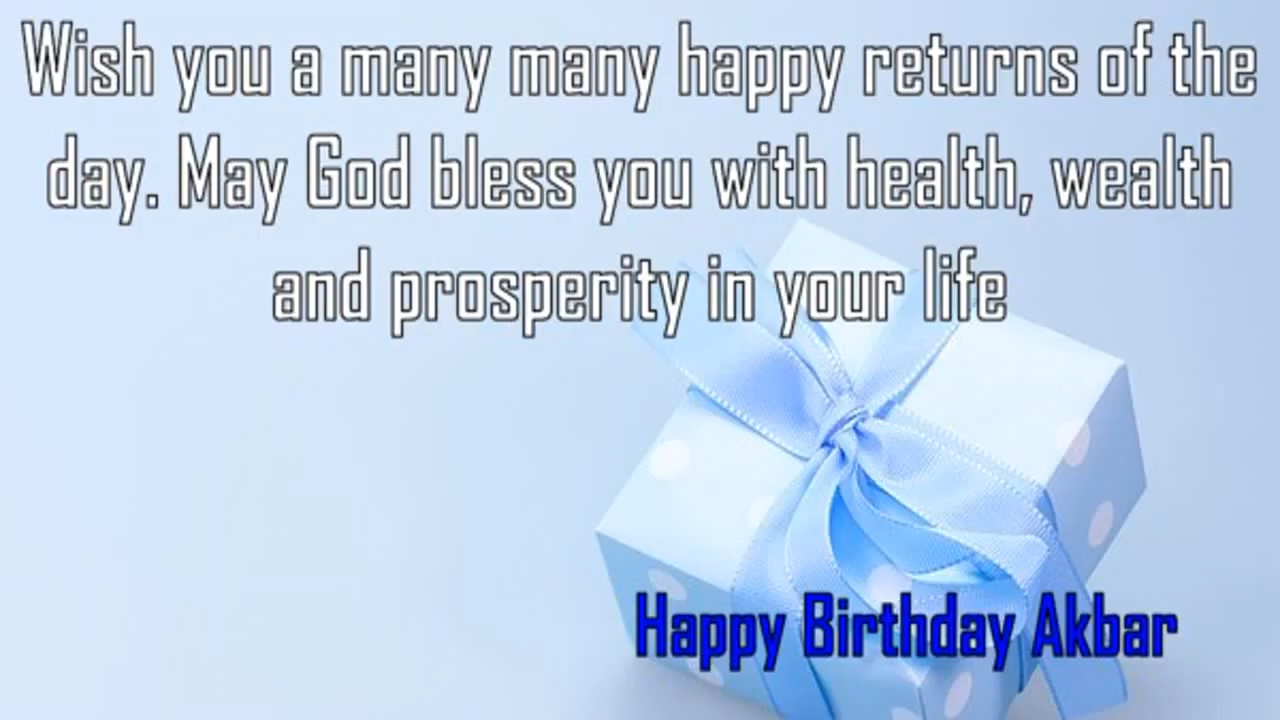 Wish you a many many happy returns of the
day. May God bless you with health, wealth
and prosperity in your life
Happy Birthday Akbar